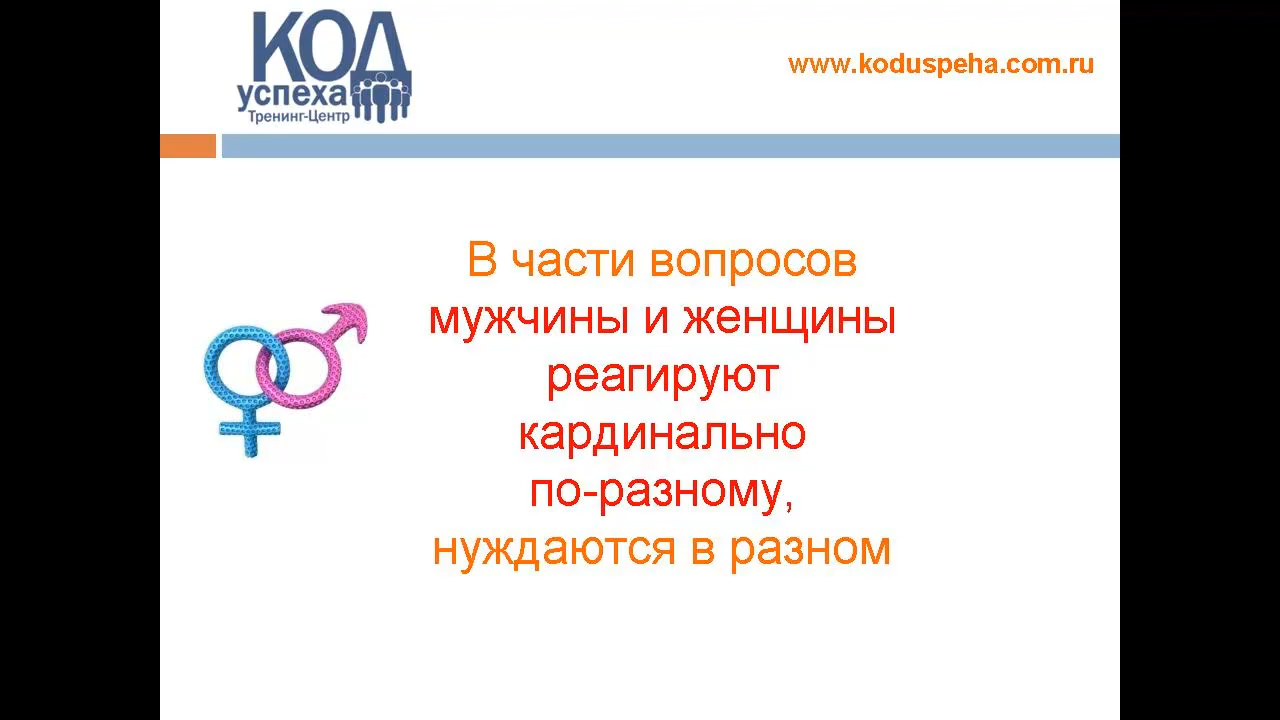 КОД
успеха
Тренинг-Центр
www.koduspeha.com.ru
В части вопросов
мужчины и женщины
реагируют
кардинально
по-разному,
нуждаются в разном